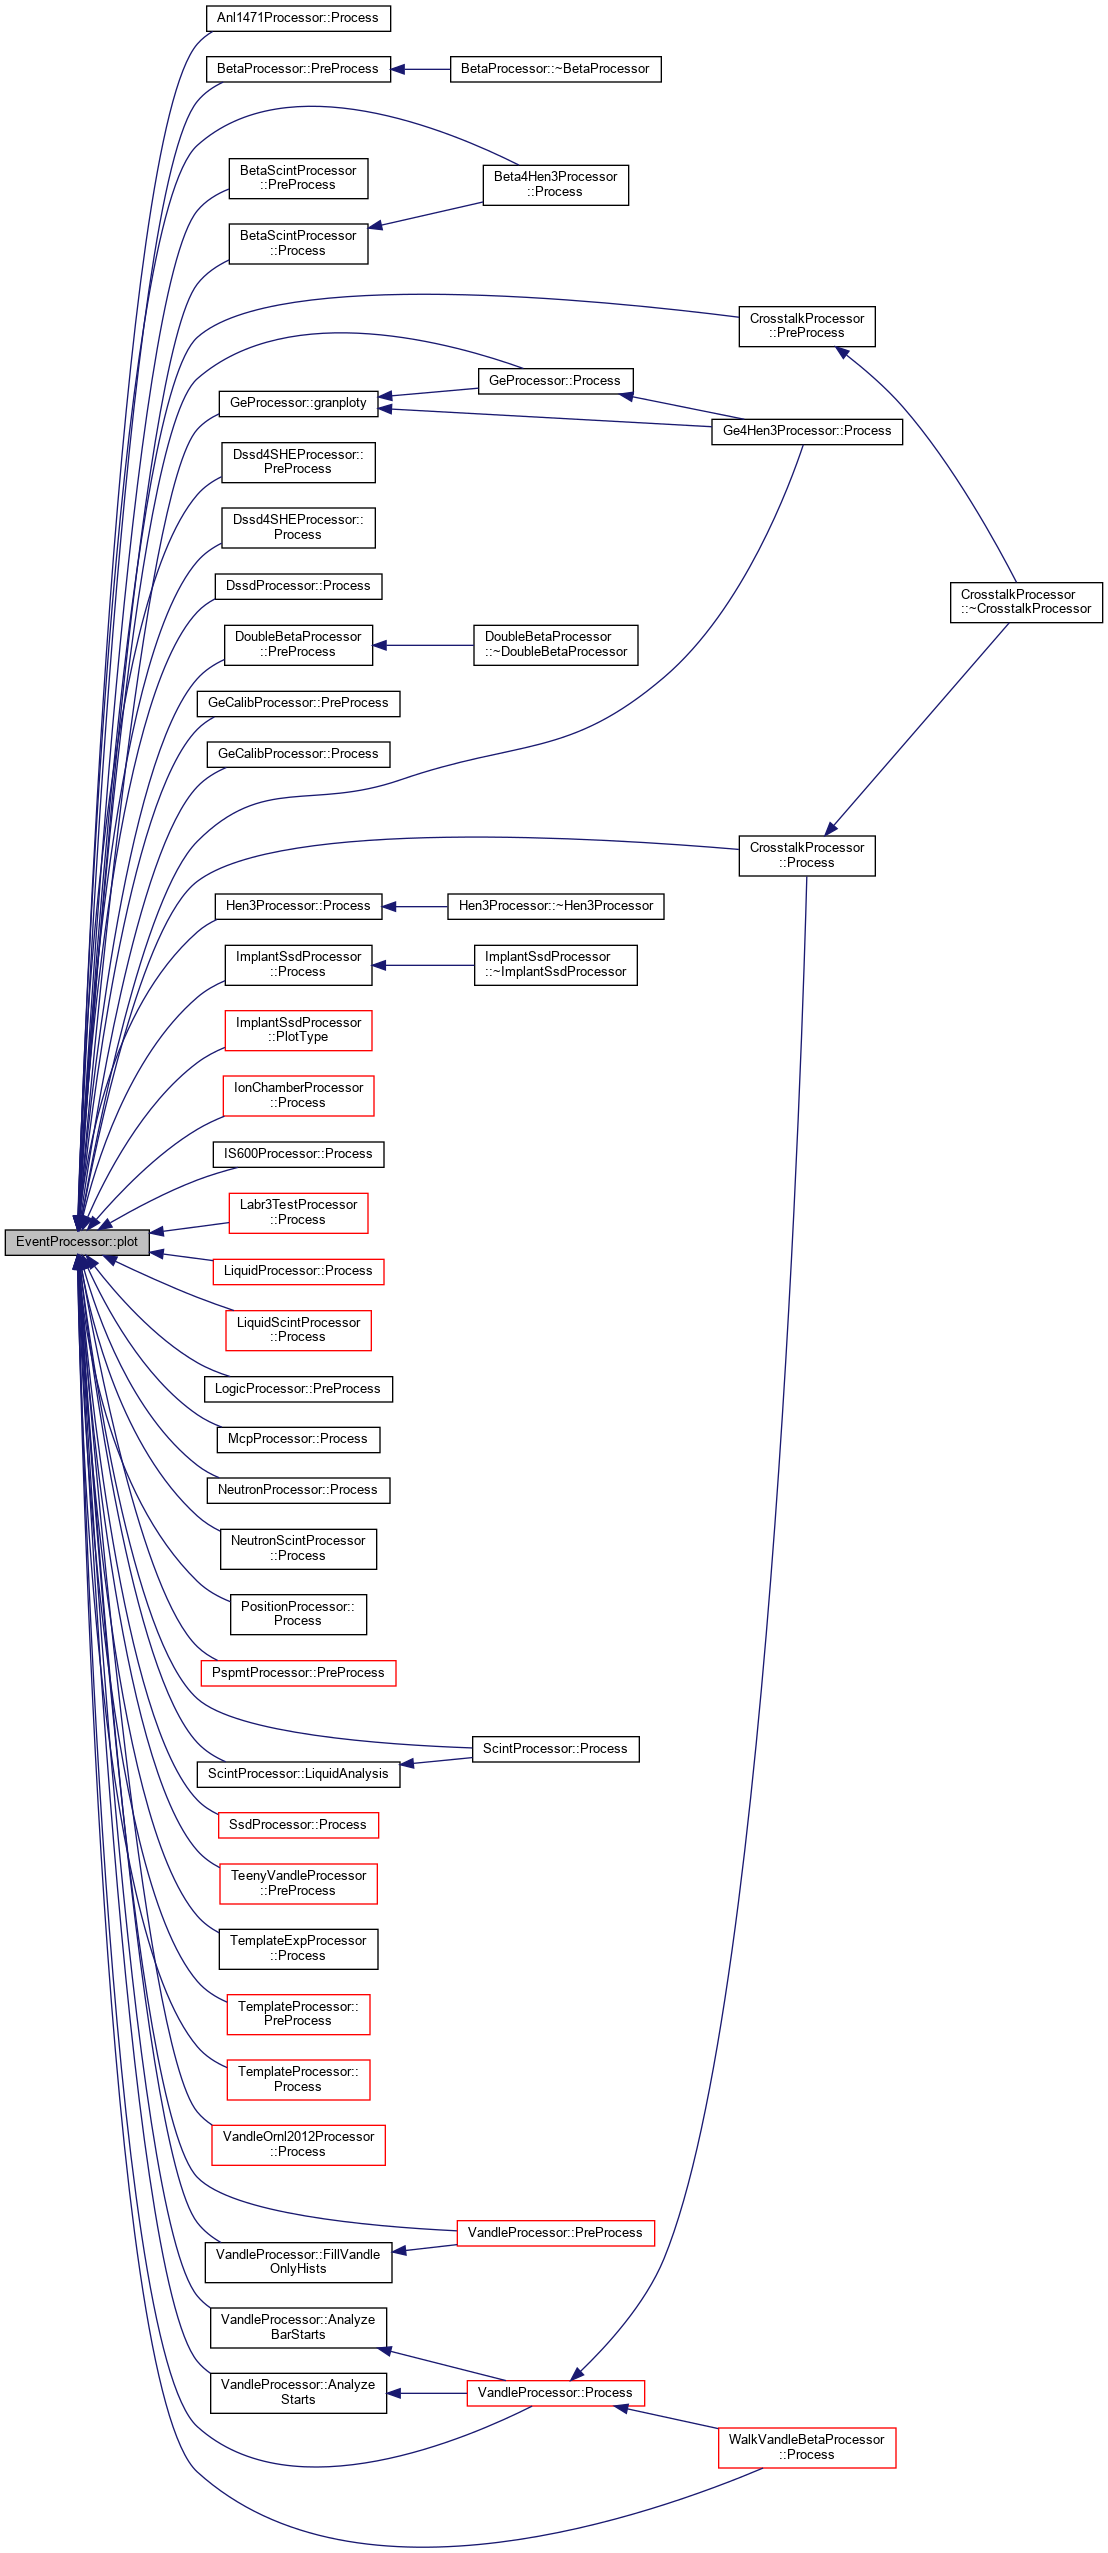 Anl1471Processor::Process
BetaProcessor::PreProcess
BetaProcessor::~BetaProcessor
BetaScintProcessor
::PreProcess
Beta4Hen3Processor
::Process
BetaScintProcessor
::Process
CrosstalkProcessor
::PreProcess
GeProcessor::Process
GeProcessor::granploty
Ge4Hen3Processor::Process
Dssd4SHEProcessor::
PreProcess
Dssd4SHEProcessor::
Process
DssdProcessor::Process
CrosstalkProcessor
::~CrosstalkProcessor
DoubleBetaProcessor
::PreProcess
DoubleBetaProcessor
::~DoubleBetaProcessor
GeCalibProcessor::PreProcess
GeCalibProcessor::Process
CrosstalkProcessor
::Process
Hen3Processor::Process
Hen3Processor::~Hen3Processor
ImplantSsdProcessor
::Process
ImplantSsdProcessor
::~ImplantSsdProcessor
ImplantSsdProcessor
::PlotType
IonChamberProcessor
::Process
IS600Processor::Process
Labr3TestProcessor
::Process
EventProcessor::plot
LiquidProcessor::Process
LiquidScintProcessor
::Process
LogicProcessor::PreProcess
McpProcessor::Process
NeutronProcessor::Process
NeutronScintProcessor
::Process
PositionProcessor::
Process
PspmtProcessor::PreProcess
ScintProcessor::Process
ScintProcessor::LiquidAnalysis
SsdProcessor::Process
TeenyVandleProcessor
::PreProcess
TemplateExpProcessor
::Process
TemplateProcessor::
PreProcess
TemplateProcessor::
Process
VandleOrnl2012Processor
::Process
VandleProcessor::PreProcess
VandleProcessor::FillVandle
OnlyHists
VandleProcessor::Analyze
BarStarts
VandleProcessor::Analyze
Starts
VandleProcessor::Process
WalkVandleBetaProcessor
::Process